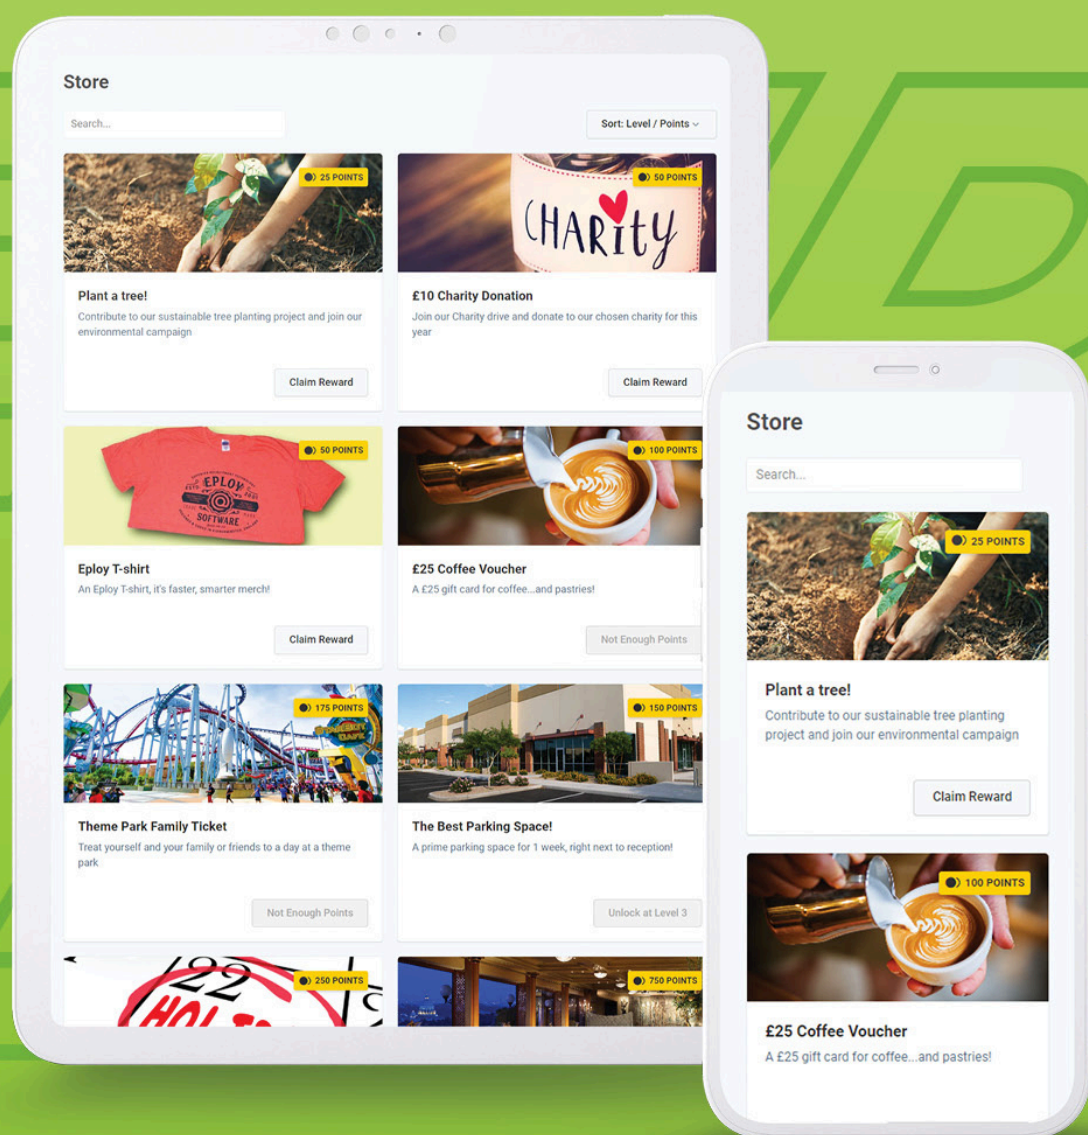 Store
Search...
Sort: Level / Points
25 POINTS
50 POINTS
CHARITY
Plant a tree!
Contribute to our sustainable tree planting project and join our
environmental campaign
Claim Reward
£10 Charity Donation
Join our Charity drive and donate to our chosen charity for this
year
Claim Reward
50 POINTS
EPLOY
SOFTWARE
100 POINTS
Eploy T-shirt
An Eploy T-shirt, it's faster, smarter merch!
Claim Reward
£25 Coffee Voucher
A £25 gift card for coffee...and pastries!
Not Enough Points
175 POINTS
150 POINTS
Theme Park Family Ticket
Treat yourself and your family or friends to a day at a theme
park
Not Enough Points
The Best Parking Space!
A prime parking space for 1 week, right next to reception!
Unlock at Level 3
22
250 POINTS
750 POINTS
Store
Search...
25 POINTS
Plant a tree!
Contribute to our sustainable tree planting
project and join our environmental campaign
Claim Reward
100 POINTS
£25 Coffee Voucher
A £25 gift card for coffee...and pastries!